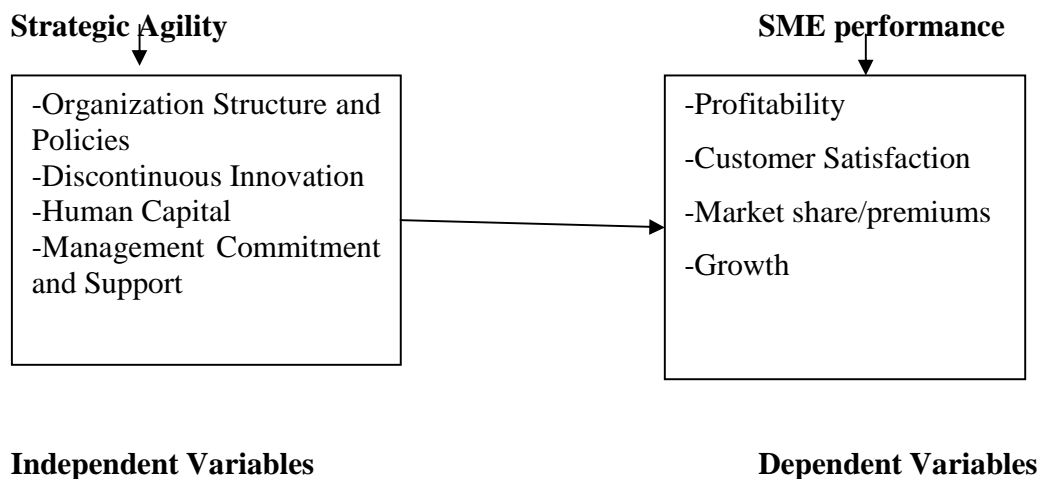 Strategic Agility
-Organization Structure and
Policies
-Discontinuous Innovation
-Human Capital
-Management Commitment
and Support
Independent Variables
SME performance
-Profitability
-Customer Satisfaction
-Market share/premiums
-Growth
Dependent Variables